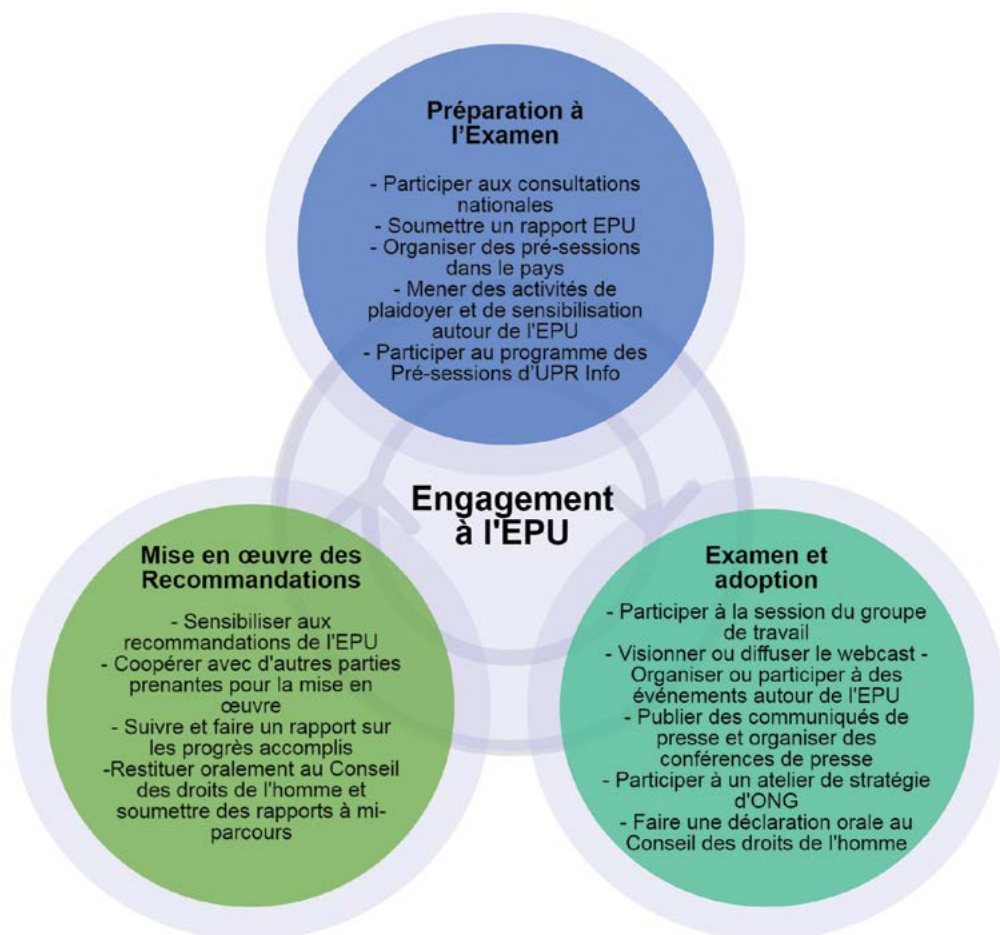 Préparation à
l'Examen
- Participer aux consultations
nationales
- Soumettre un rapport EPU
- Organiser des pré-sessions
dans le pays
- Mener des activités de
plaidoyer et de sensibilisation
autour de l'EPU
- Participer au programme des
Pré-sessions d'UPR Info
Engagement
à l'EPU
Mise en œuvre des
Recommandations
- Sensibiliser aux
recommandations de l'EPU
- Coopérer avec d'autres parties
prenantes pour la mise en
œuvre
- Suivre et faire un rapport sur
les progrès accomplis
-Restituer oralement au Conseil
des droits de l'homme et
soumettre des rapports à mi-
parcours
Examen et
adoption
- Participer à la session du groupe
de travail
- Visionner ou diffuser le webcast -
Organiser ou participer à des
événements autour de l'EPU
- Publier des communiqués de
presse et organiser des
conférences de presse
- Participer à un atelier de stratégie
d'ONG
- Faire une déclaration orale au
Conseil des droits de l'homme